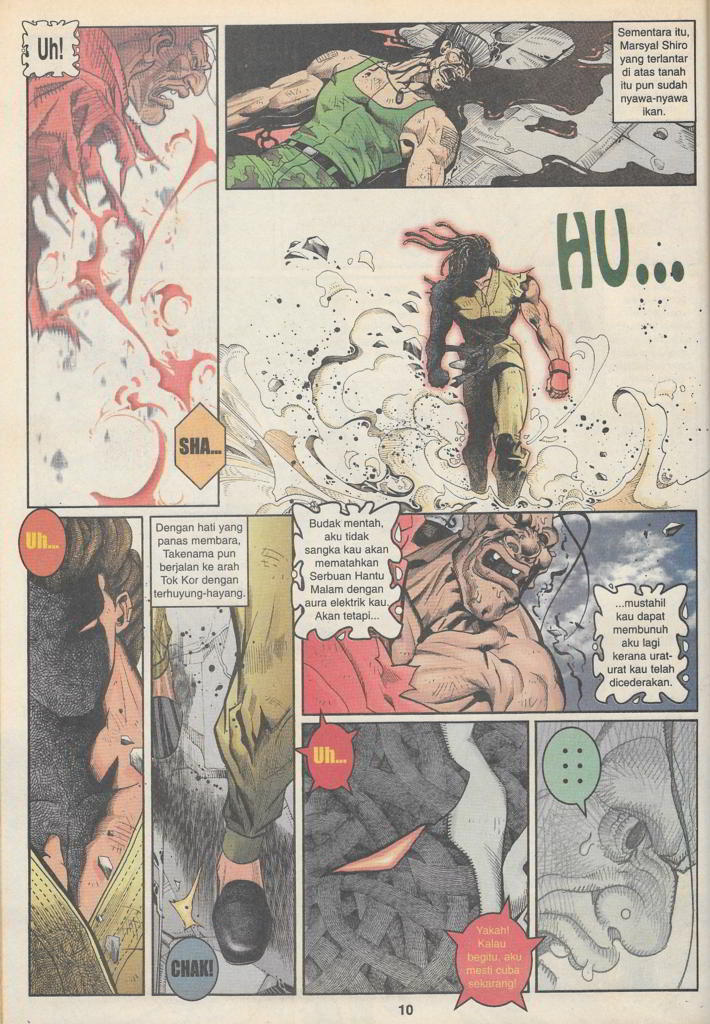 Uh!
Sementara itu,
Marsyal Shiro
yang terlantar
di atas tanah
itu pun sudah
nyawa-nyawa
ikan.
HU...
SHA...
Uh...
Dengan hati yang
panas membara,
Takenama pun
berjalan ke arah
Tok Kor dengan
terhuyung-hayang.
Budak mentah,
aku tidak
sangka kau akan
mematahkan
Serbuan Hantu
Malam dengan
aura elektrik kau.
Akan tetapi...
...mustahil
kau dapat
membunuh
aku lagi
kerana urat-
urat kau telah
dicederakan.
CHAK!
Uh...
Yakah!
Kalau
begitu, aku
mesti cuba
sekarang!
10